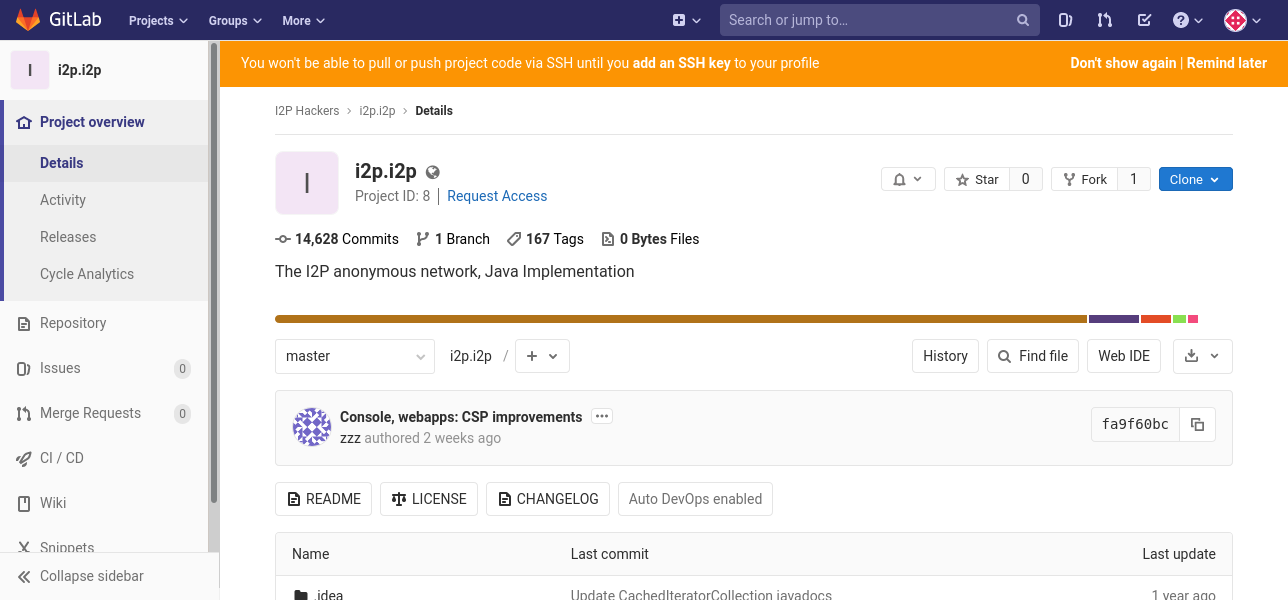 GitLab Projects Groups More Search or jump to...
I i2p.i2p
You won't be able to pull or push project code via SSH until you add an SSH key to your profile Don't show again | Remind later
Project overview
Details
Activity
Releases
Cycle Analytics
Repository
Issues 0
Merge Requests 0
CI / CD
Wiki
Snippets
Collapse sidebar
I2P Hackers > i2p.i2p > Details
I
i2p.i2p
Project ID: 8 | Request Access
Star 0 Fork 1 Clone
14,628 Commits 1 Branch 167 Tags 0 Bytes Files
The I2P anonymous network, Java Implementation
master i2p.i2p / + History Find file Web IDE
Console, webapps: CSP improvements ...
zzz authored 2 weeks ago
fa9f60bc
README LICENSE CHANGELOG Auto DevOps enabled
Name Last commit Last update
.idea Update CachedIteratorCollection javadocs 1 year ago